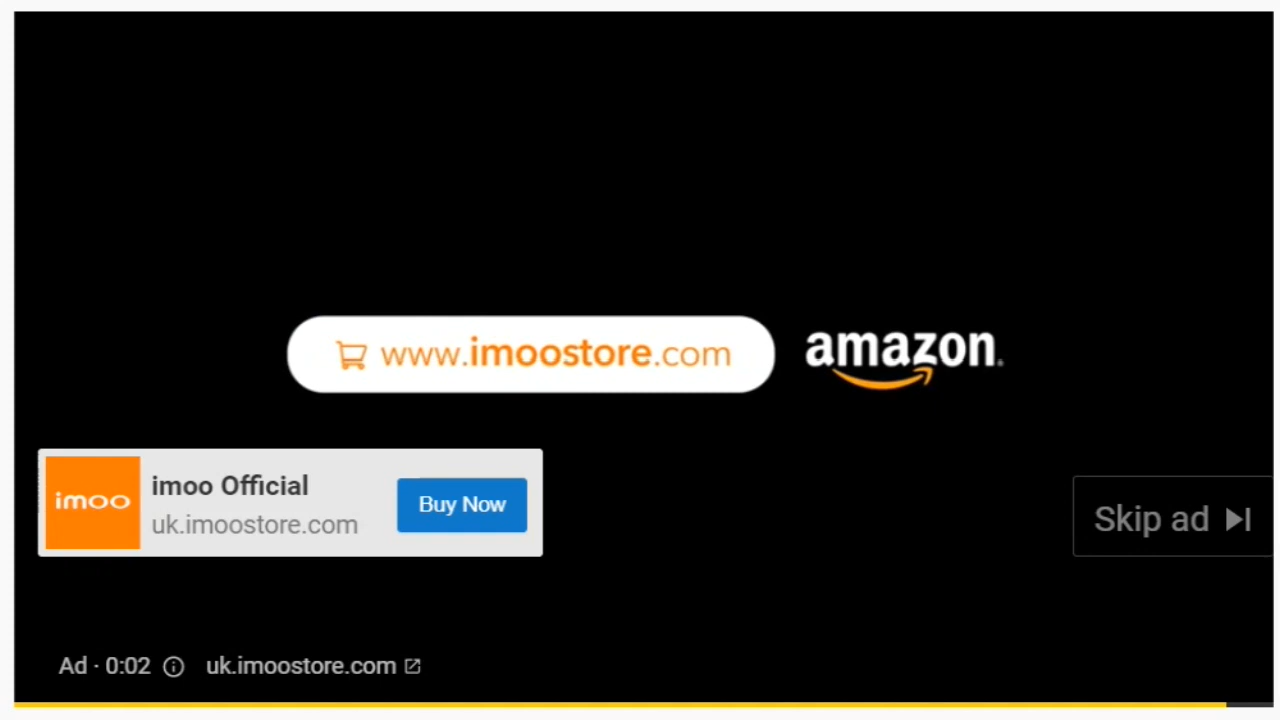 www.imoostore.com
amazon
imoo
imoo Official
uk.imoostore.com
Buy Now
Skip ad
Ad · 0:02
uk.imoostore.com